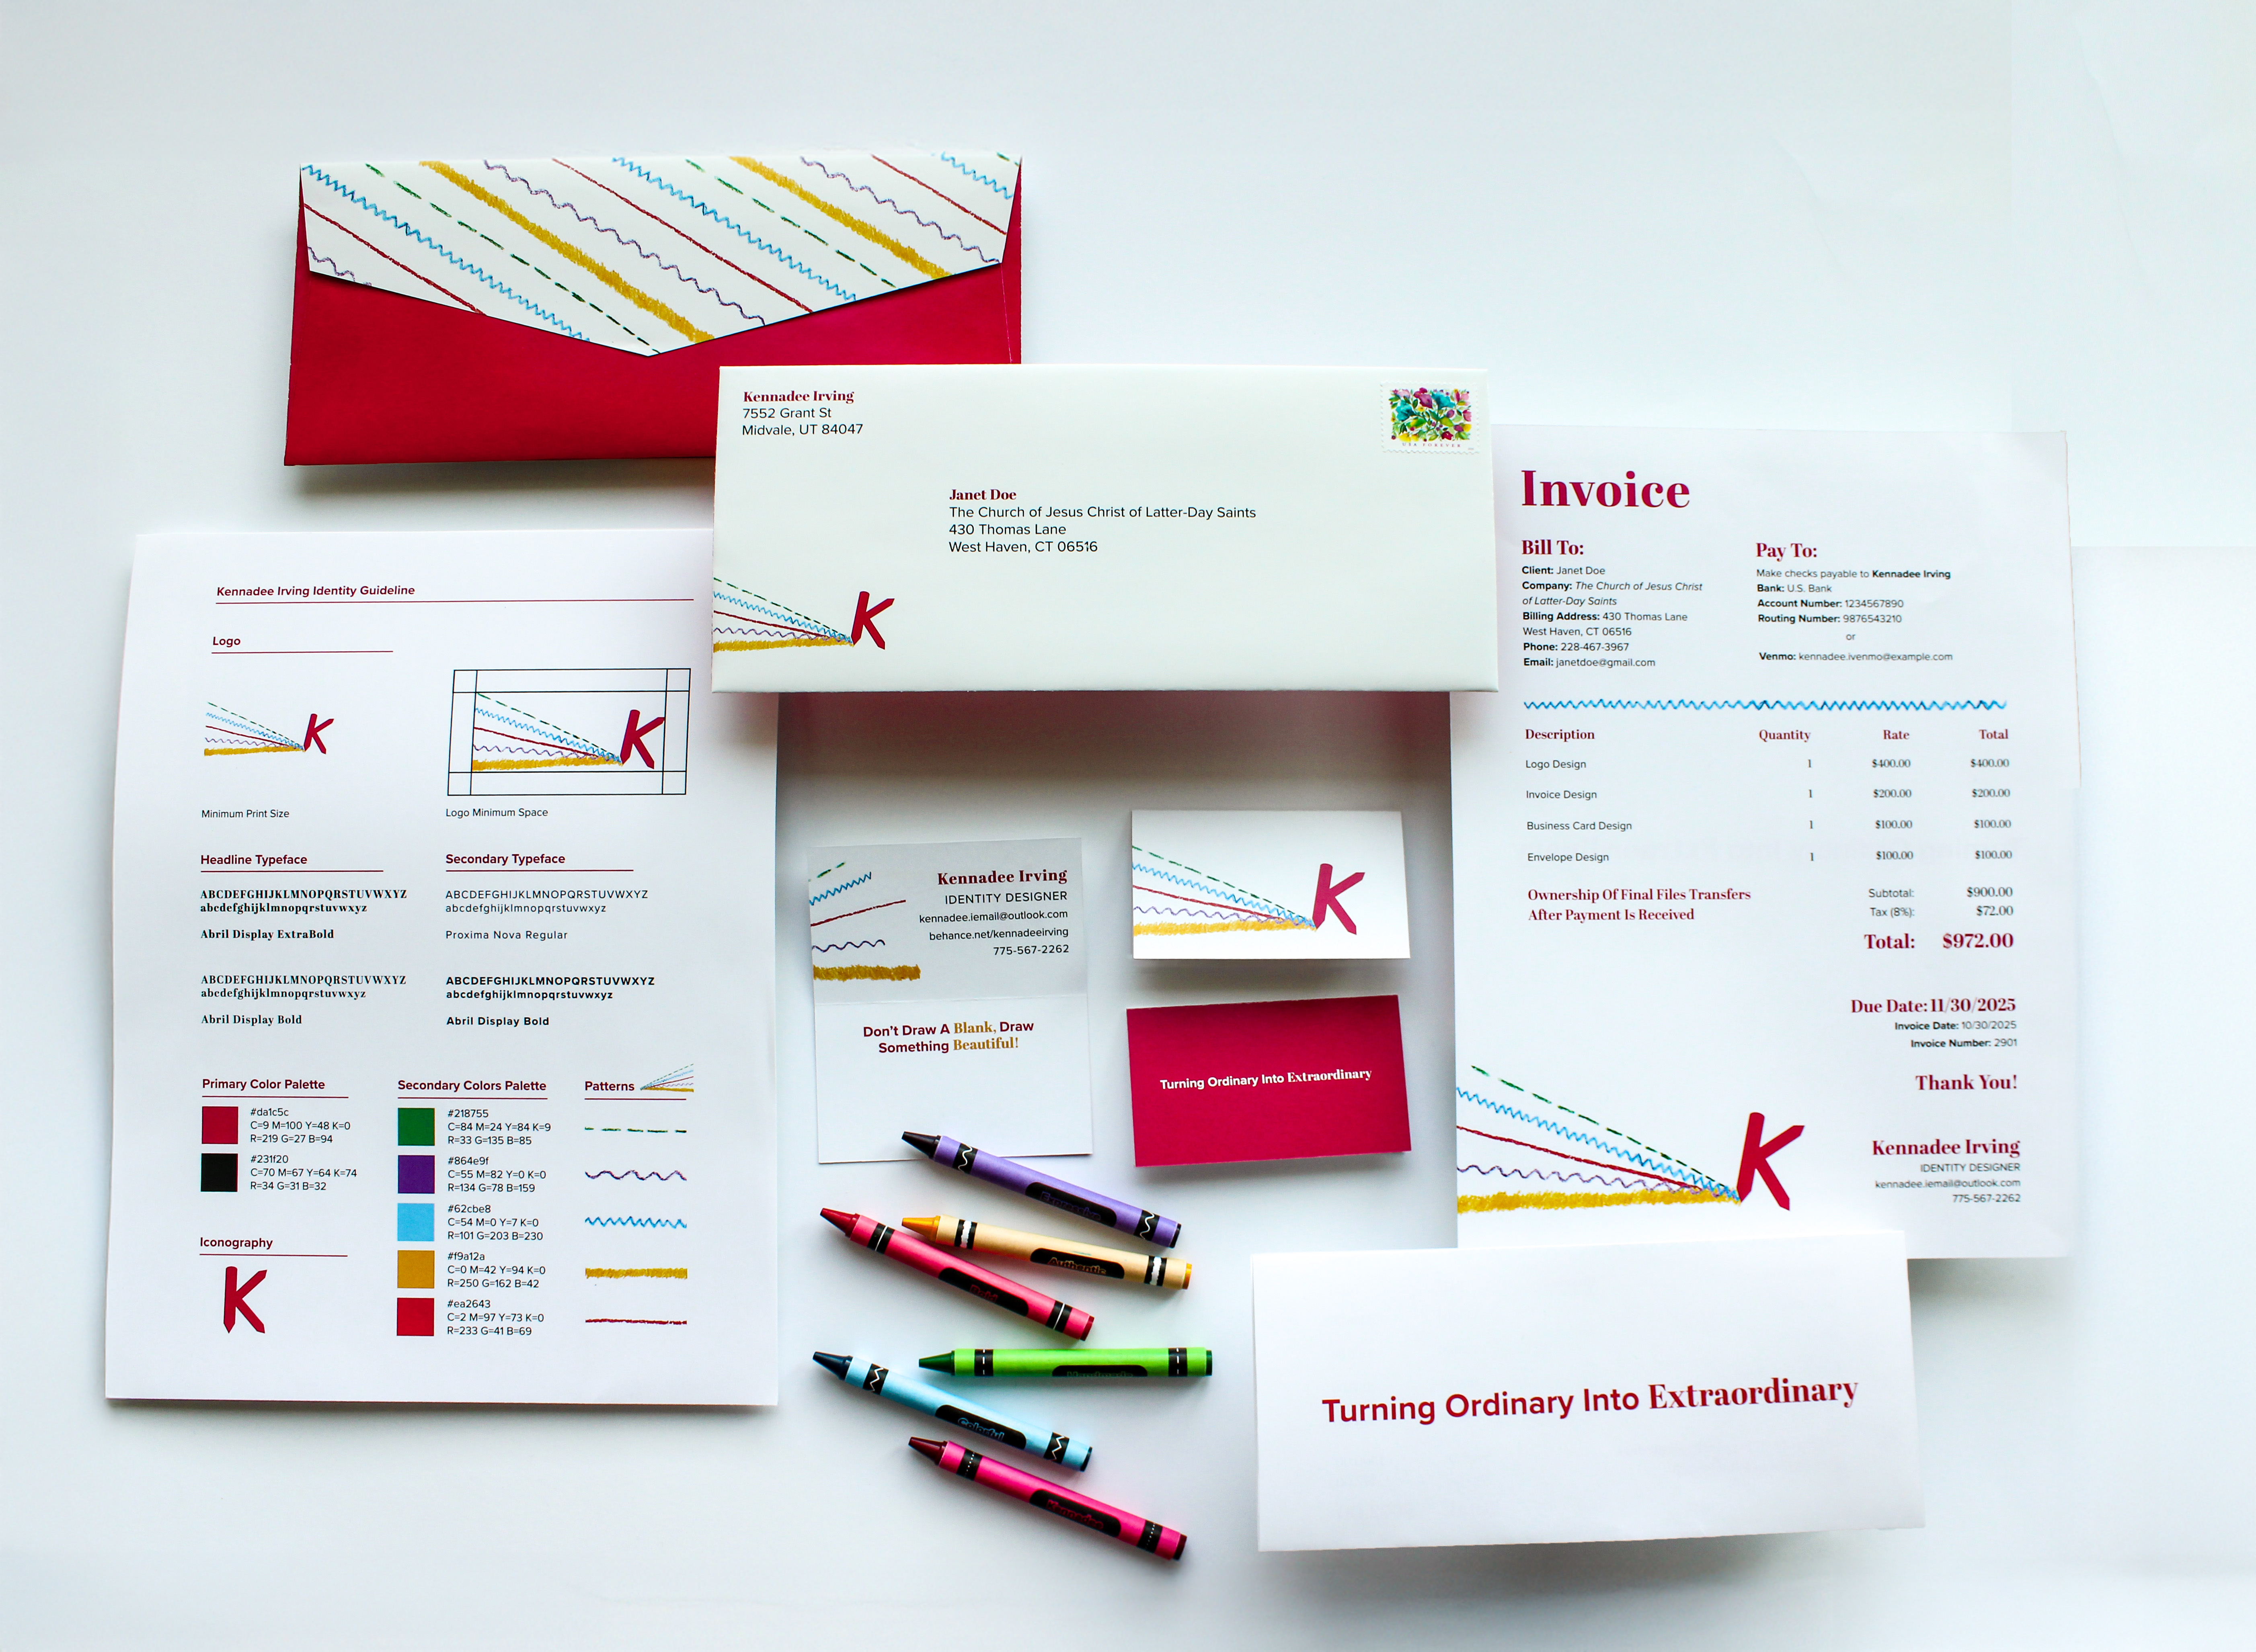 Kennadee Irving
7552 Grant St
Midvale, UT 84047
USA FOREVER
Janet Doe
The Church of Jesus Christ of Latter-Day Saints
430 Thomas Lane
West Haven, CT 06516
K
Kennadee Irving Identity Guideline
Logo
K
K
Minimum Print Size
Logo Minimum Space
Headline Typeface
ABCDEFGHIJKLMNOPQRSTUVWXYZ
abcdefghijklmnopqrstuvwxyz
Abril Display ExtraBold
ABCDEFGHIJKLMNOPQRSTUVWXYZ
abcdefghijklmnopqrstuvwxyz
Abril Display Bold
Secondary Typeface
ABCDEFGHIJKLMNOPQRSTUVWXYZ
abcdefghijklmnopqrstuvwxyz
Proxima Nova Regular
ABCDEFGHIJKLMNOPQRSTUVWXYZ
abcdefghijklmnopqrstuvwxyz
Abril Display Bold
Primary Color Palette
#da1c5c
C=9 M=100 Y=48 K=0
R=219 G=27 B=94
#231f20
C=70 M=67 Y=64 K=74
R=34 G=31 B=32
Iconography
K
Secondary Colors Palette
#218755
C=84 M=24 Y=84 K=9
R=33 G=135 B=85
#864e9f
C=55 M=82 Y=0 K=0
R=134 G=78 B=159
#62cbe8
C=54 M=0 Y=7 K=0
R=101 G=203 B=230
#f9a12a
C=0 M=42 Y=94 K=0
R=250 G=162 B=42
#ea2643
C=2 M=97 Y=73 K=0
R=233 G=41 B=69
Patterns
Kennadee Irving
IDENTITY DESIGNER
kennadee.iemail@outlook.com
behance.net/kennadeeirving
775-567-2262
Don't Draw A Blank, Draw
Something Beautiful!
K
Turning Ordinary Into Extraordinary
Authentic
Colorful
Invoice
Bill To:
Client: Janet Doe
Company: The Church of Jesus Christ
of Latter-Day Saints
Billing Address: 430 Thomas Lane
West Haven, CT 06516
Phone: 228-467-3967
Email: janetdoe@gmail.com
Pay To:
Make checks payable to Kennadee Irving
Bank: U.S. Bank
Account Number: 1234567890
Routing Number: 9876543210
or
Venmo: kennadee.ivenmo@example.com
Description Quantity Rate Total
Logo Design 1 $400.00 $400.00
Invoice Design 1 $200.00 $200.00
Business Card Design 1 $100.00 $100.00
Envelope Design 1 $100.00 $100.00
Ownership Of Final Files Transfers
After Payment Is Received
Subtotal: $900.00
Tax (8%): $72.00
Total: $972.00
Due Date: 11/30/2025
Invoice Date: 10/30/2025
Invoice Number: 2901
Thank You!
K
Kennadee Irving
IDENTITY DESIGNER
kennadee.iemail@outlook.com
775-567-2262
Turning Ordinary Into Extraordinary